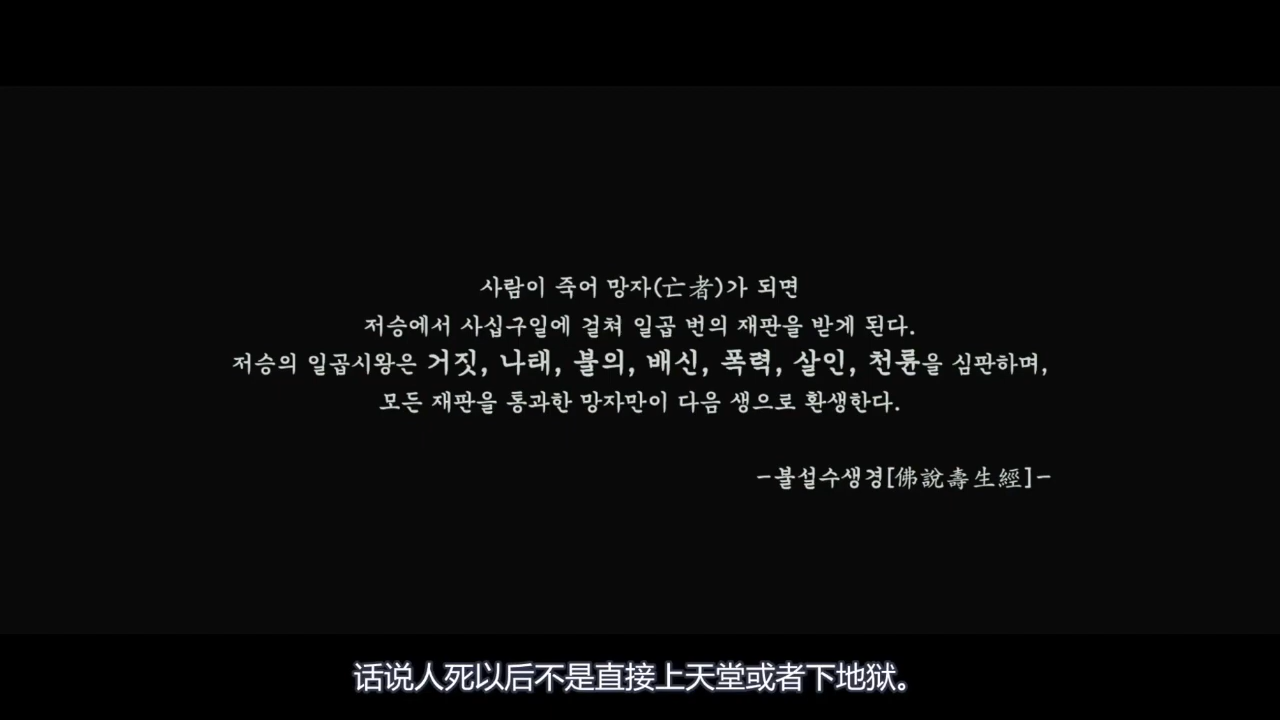 사람이 죽어 망자(亡者)가 되면
저승에서 사십구일에 걸쳐 일곱 번의 재판을 받게 된다.
저승의 일곱시왕은 거짓, 나태, 불의, 배신, 폭력, 살인, 천륜을 심판하며,
모든 재판을 통과한 망자만이 다음 생으로 환생한다.
-불설수생경[佛說壽生經]-
话说人死以后不是直接上天堂或者下地狱。